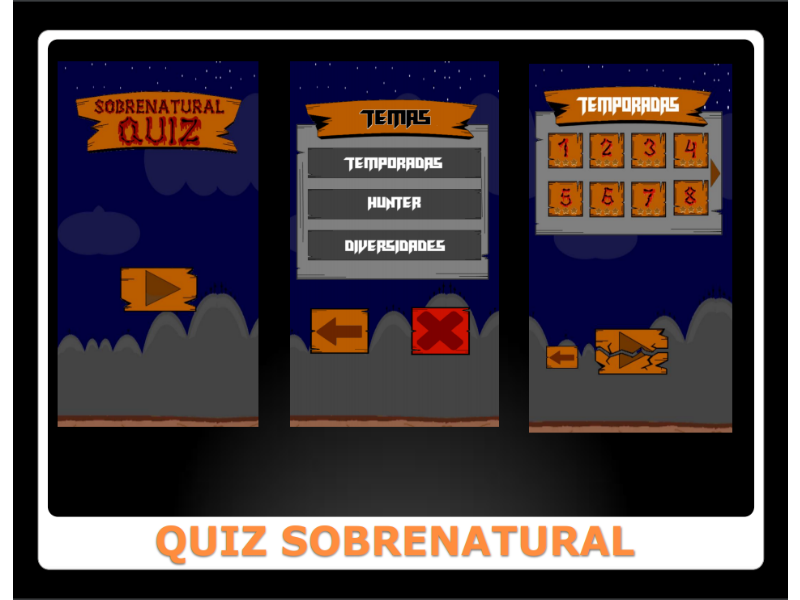 SOBRENATURAL
QUIZ
TEMAS
TEMPORADAS
HUNTER
DIVERSIDADES
TEMPORADAS
1 2 3 4
5 6 7 8
QUIZ SOBRENATURAL